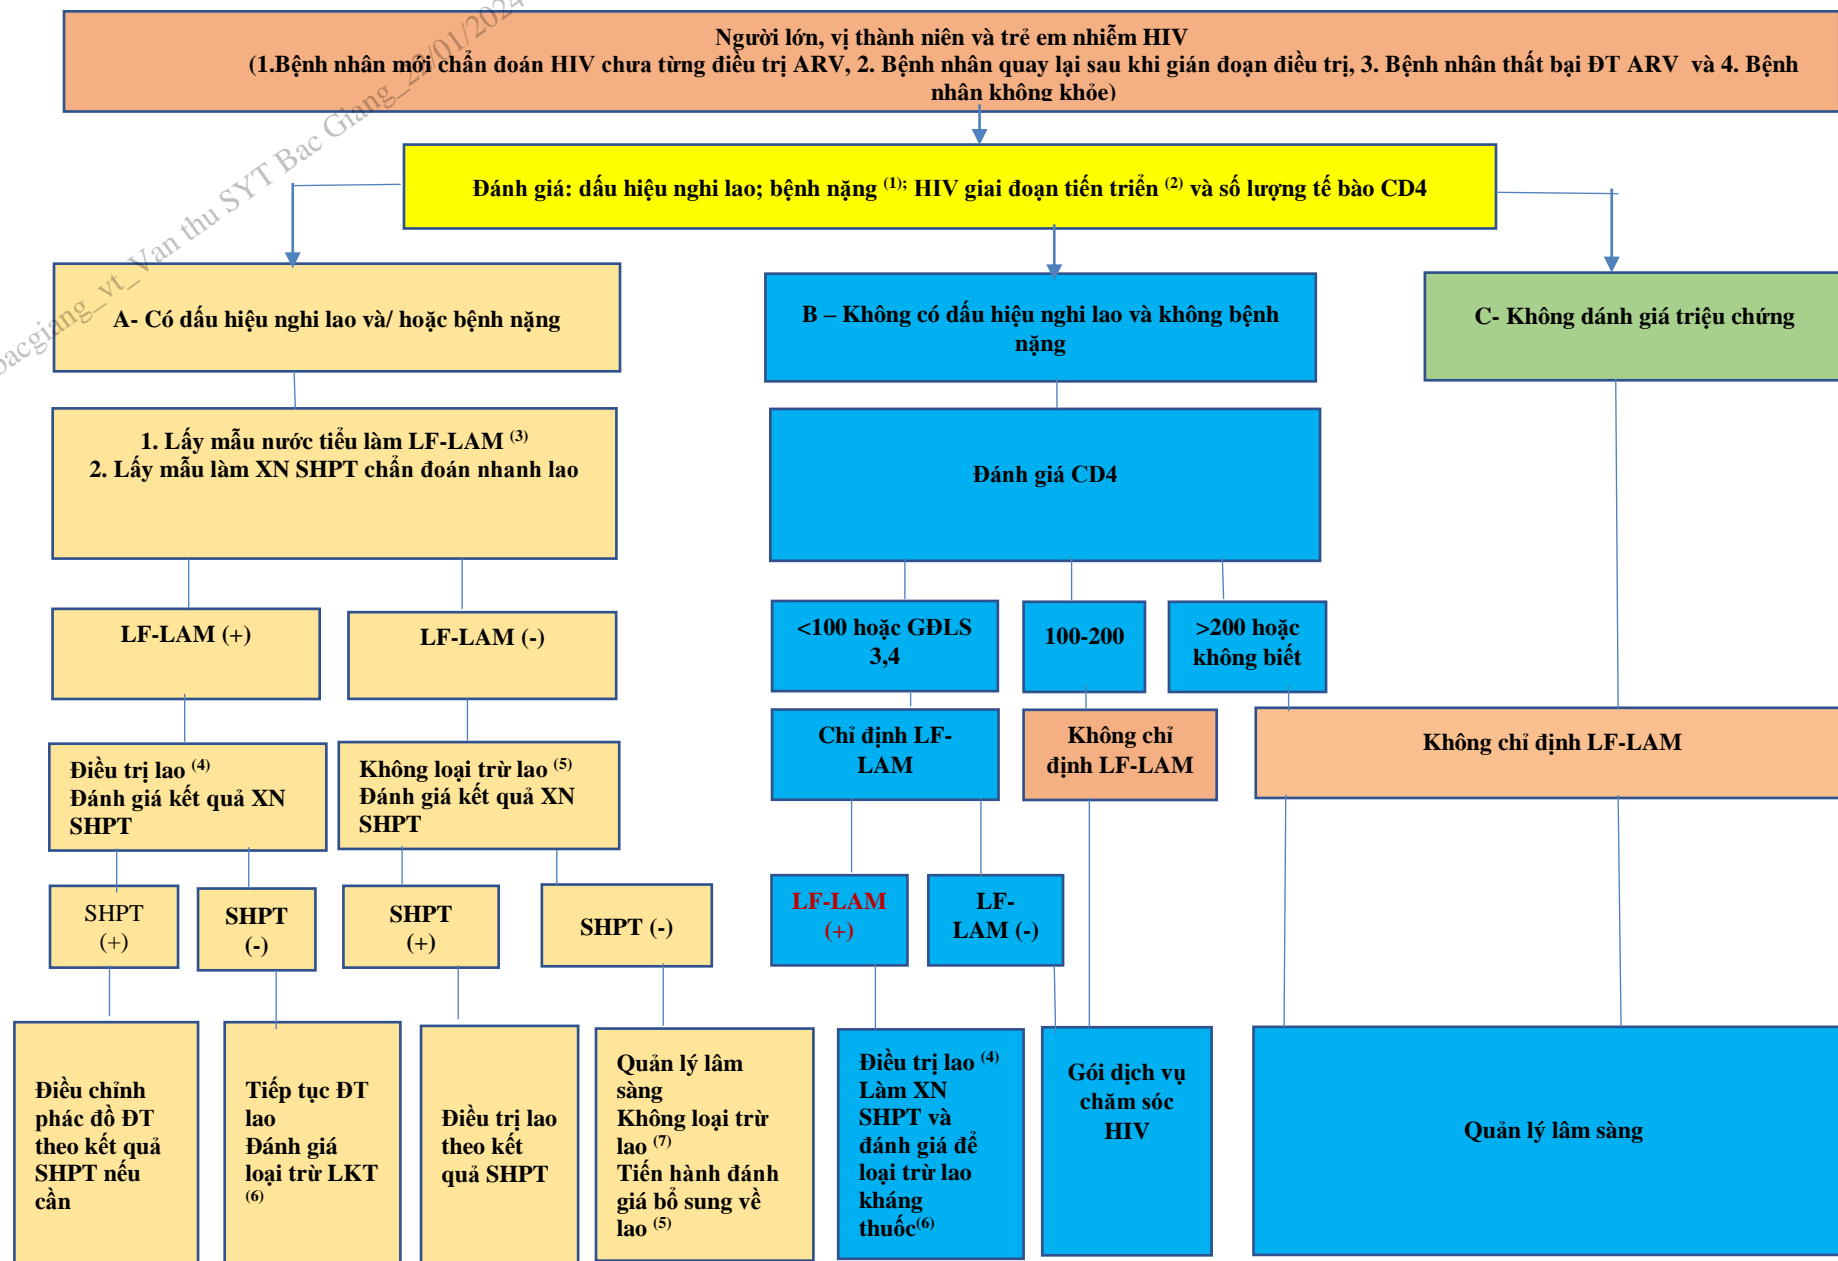 Người lớn, vị thành niên và trẻ em nhiễm HIV
(1.Bệnh nhân mới chẩn đoán HIV chưa từng điều trị ARV, 2. Bệnh nhân quay lại sau khi gián đoạn điều trị, 3. Bệnh nhân thất bại ĐT ARV và 4. Bệnh
nhân không khỏe)
Đánh giá: dấu hiệu nghi lao; bệnh nặng (1); HIV giai đoạn tiến triển (2) và số lượng tế bào CD4
A- Có dấu hiệu nghi lao và/ hoặc bệnh nặng
B – Không có dấu hiệu nghi lao và không bệnh
nặng
C- Không dánh giá triệu chứng
1. Lấy mẫu nước tiểu làm LF-LAM (3)
2. Lấy mẫu làm XN SHPT chẩn đoán nhanh lao
Đánh giá CD4
LF-LAM (+)
LF-LAM (-)
<100 hoặc GĐLS
3,4
100-200
>200 hoặc
không biết
Điều trị lao (4)
Đánh giá kết quả XN
SHPT
Không loại trừ lao (5)
Đánh giá kết quả XN
SHPT
Chỉ định LF-
LAM
Không chỉ
định LF-LAM
Không chỉ định LF-LAM
SHPT
(+)
SHPT
(-)
SHPT
(+)
SHPT (-)
LF-LAM
(+)
LF-
LAM (-)
Điều chỉnh
phác đồ ĐT
theo kết quả
SHPT nếu
cần
Tiếp tục ĐT
lao
Đánh giá
loại trừ LKT
(6)
Điều trị lao
theo kết
quả SHPT
Quản lý lâm
sàng
Không loại trừ
lao (7)
Tiến hành đánh
giá bổ sung về
lao (5)
Điều trị lao (4)
Làm XN
SHPT và
đánh giá để
loại trừ lao
kháng
thuốc(6)
Gói dịch vụ
chăm sóc
HIV
Quản lý lâm sàng
bacgiang_vt_Van thu SYT Bac Giang_22/01/2024